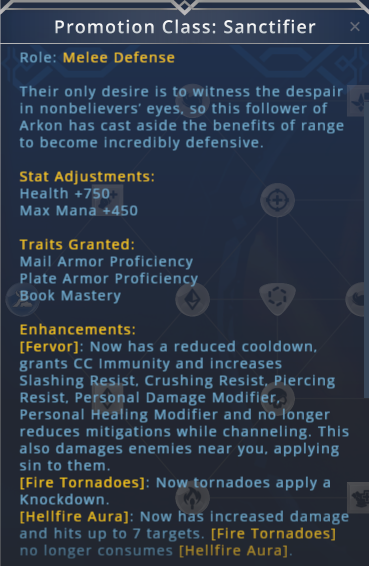 Promotion Class: Sanctifier
Role: Melee Defense
Their only desire is to witness the despair
in nonbelievers' eyes, so this follower of
Arkon has cast aside the benefits of range
to become incredibly defensive.
Stat Adjustments:
Health +750
Max Mana +450
Traits Granted:
Mail Armor Proficiency
Plate Armor Proficiency
Book Mastery
Enhancements:
[Fervor]: Now has a reduced cooldown,
grants CC Immunity and increases
Slashing Resist, Crushing Resist, Piercing
Resist, Personal Damage Modifier,
Personal Healing Modifier and no longer
reduces mitigations while channeling. This
also damages enemies near you, applying
sin to them.
[Fire Tornadoes]: Now tornadoes apply a
Knockdown.
[Hellfire Aura]: Now has increased damage
and hits up to 7 targets. [Fire Tornadoes]
no longer consumes [Hellfire Aura].